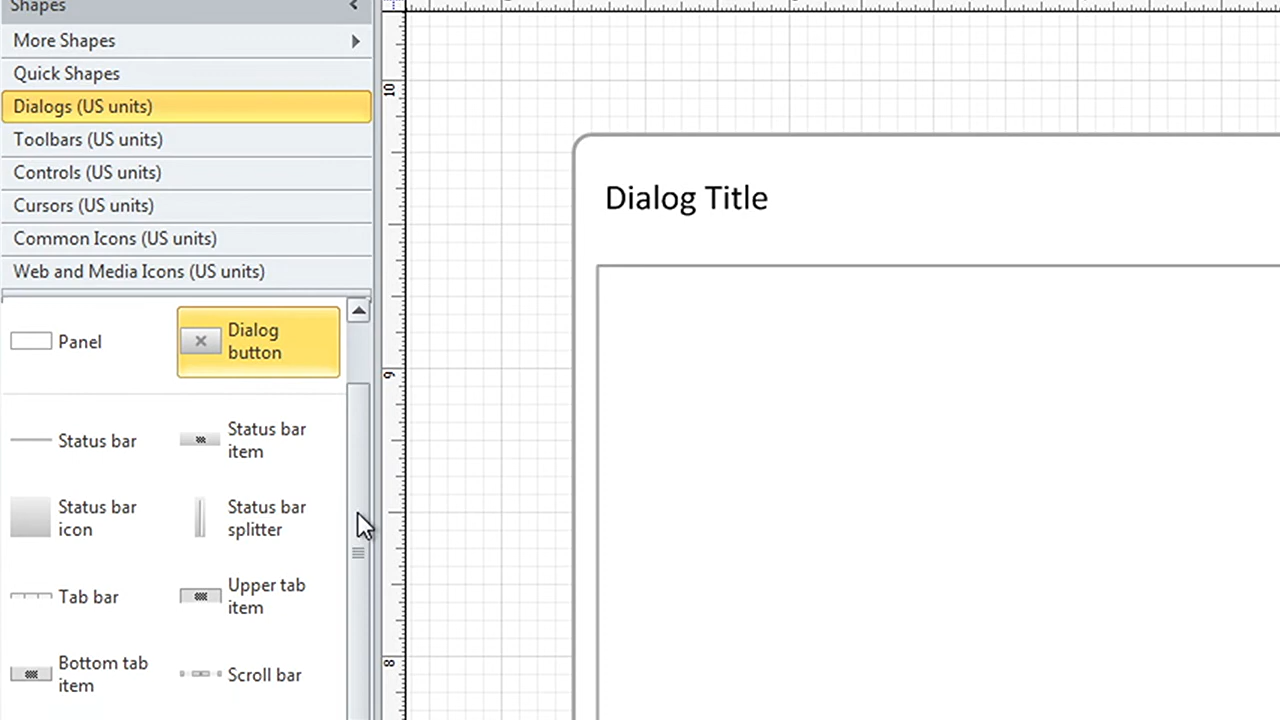 Shapes
More Shapes
Quick Shapes
Dialogs (US units)
Toolbars (US units)
Controls (US units)
Cursors (US units)
Common Icons (US units)
Web and Media Icons (US units)
Panel
Dialog
button
Status bar
Status bar
item
Status bar
icon
Status bar
splitter
Tab bar
Upper tab
item
Bottom tab
item
Scroll bar
10
9
8
Dialog Title